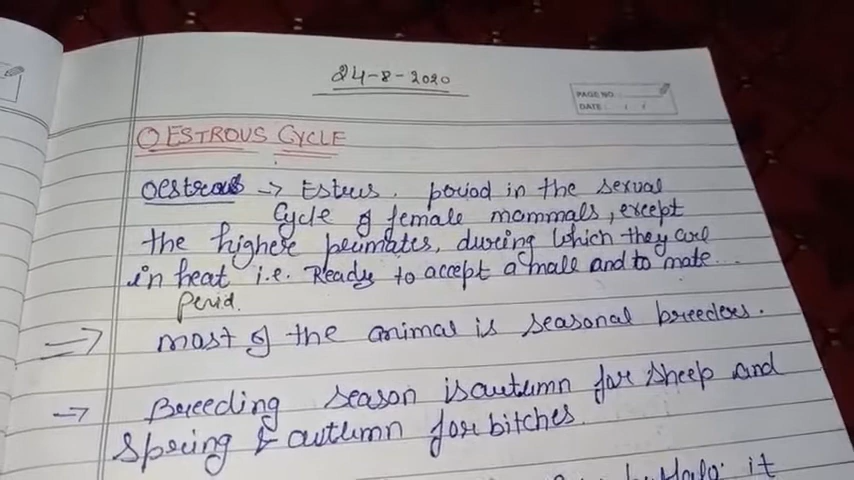 24-8-2020
PAGE NO
DATE
OESTROUS CYCLE
Oestrous -> Estrus. period in the sexual
Cycle of female mammals, except
the higher primates, during which they are
in heat i.e. Ready to accept a male and to mate...
perid.
=> most of the animal is seasonal breeders.
-> Breeding season is autumn for sheep and
spring & autumn for bitches.
it